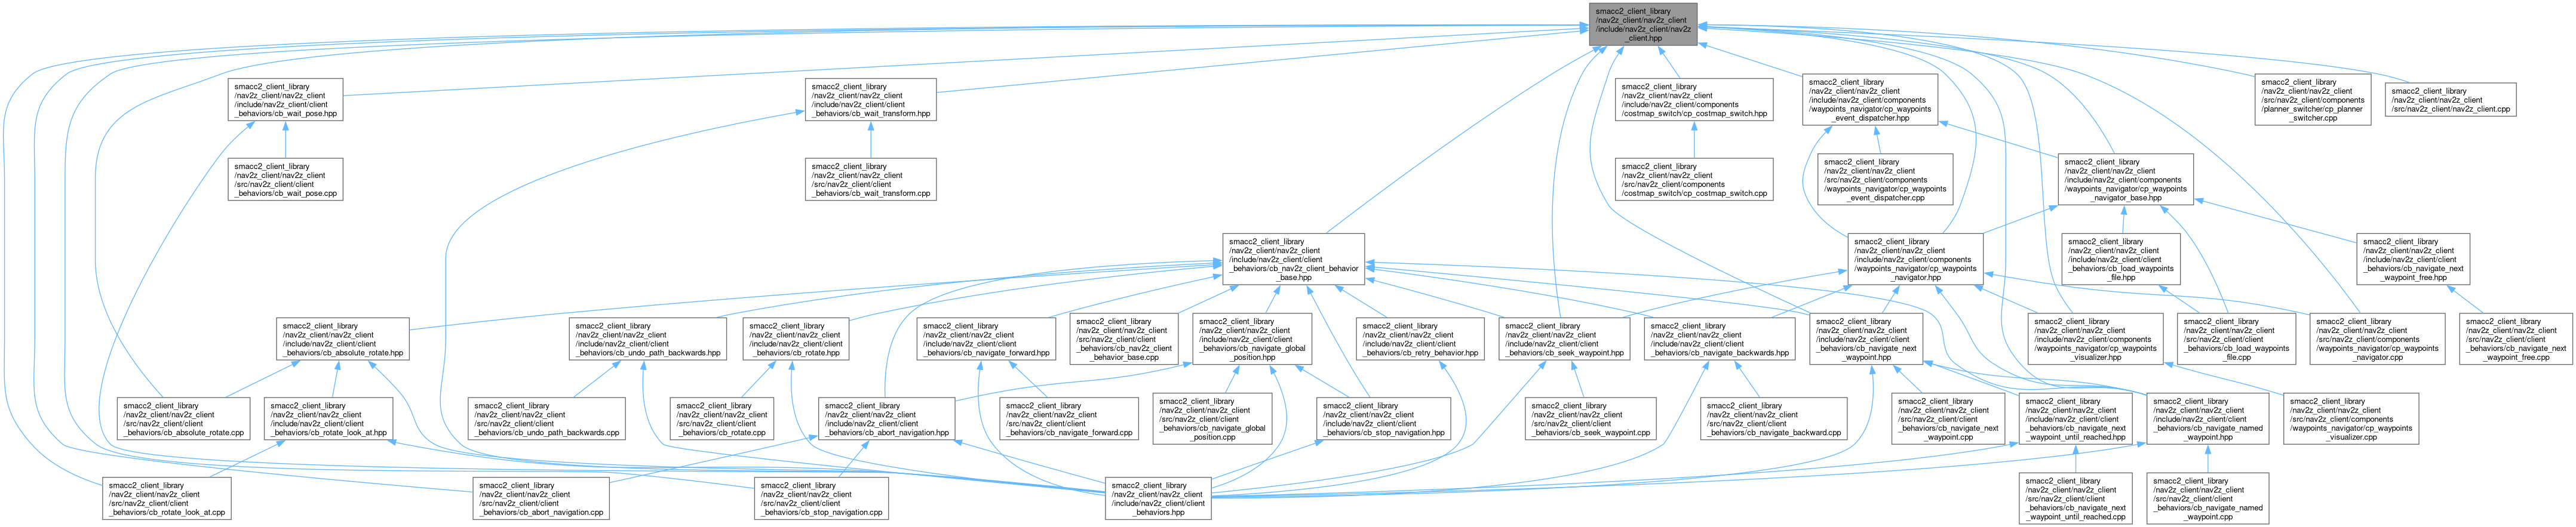 smacc2_client_library
/nav2z_client/nav2z_client
/include/nav2z_client/nav2z
_client.hpp
smacc2_client_library
/nav2z_client/nav2z_client
/include/nav2z_client/client
_behaviors/cb_wait_pose.hpp
smacc2_client_library
/nav2z_client/nav2z_client
/include/nav2z_client/client
_behaviors/cb_wait_transform.hpp
smacc2_client_library
/nav2z_client/nav2z_client
/include/nav2z_client/components
/costmap_switch/cp_costmap_switch.hpp
smacc2_client_library
/nav2z_client/nav2z_client
/include/nav2z_client/components
/waypoints_navigator/cp_waypoints
_event_dispatcher.hpp
smacc2_client_library
/nav2z_client/nav2z_client
/src/nav2z_client/components
/planner_switcher/cp_planner
_switcher.cpp
smacc2_client_library
/nav2z_client/nav2z_client
/src/nav2z_client/nav2z_client.cpp
smacc2_client_library
/nav2z_client/nav2z_client
/src/nav2z_client/client
_behaviors/cb_wait_pose.cpp
smacc2_client_library
/nav2z_client/nav2z_client
/src/nav2z_client/client
_behaviors/cb_wait_transform.cpp
smacc2_client_library
/nav2z_client/nav2z_client
/src/nav2z_client/components
/costmap_switch/cp_costmap_switch.cpp
smacc2_client_library
/nav2z_client/nav2z_client
/src/nav2z_client/components
/waypoints_navigator/cp_waypoints
_event_dispatcher.cpp
smacc2_client_library
/nav2z_client/nav2z_client
/include/nav2z_client/components
/waypoints_navigator/cp_waypoints
_navigator_base.hpp
smacc2_client_library
/nav2z_client/nav2z_client
/include/nav2z_client/client
_behaviors/cb_nav2z_client_behavior
_base.hpp
smacc2_client_library
/nav2z_client/nav2z_client
/include/nav2z_client/components
/waypoints_navigator/cp_waypoints
_navigator.hpp
smacc2_client_library
/nav2z_client/nav2z_client
/include/nav2z_client/client
_behaviors/cb_load_waypoints
_file.hpp
smacc2_client_library
/nav2z_client/nav2z_client
/include/nav2z_client/client
_behaviors/cb_navigate_next
_waypoint_free.hpp
smacc2_client_library
/nav2z_client/nav2z_client
/include/nav2z_client/client
_behaviors/cb_absolute_rotate.hpp
smacc2_client_library
/nav2z_client/nav2z_client
/include/nav2z_client/client
_behaviors/cb_undo_path_backwards.hpp
smacc2_client_library
/nav2z_client/nav2z_client
/include/nav2z_client/client
_behaviors/cb_rotate.hpp
smacc2_client_library
/nav2z_client/nav2z_client
/include/nav2z_client/client
_behaviors/cb_navigate_forward.hpp
smacc2_client_library
/nav2z_client/nav2z_client
/src/nav2z_client/client
_behaviors/cb_nav2z_client
_behavior_base.cpp
smacc2_client_library
/nav2z_client/nav2z_client
/include/nav2z_client/client
_behaviors/cb_navigate_global
_position.hpp
smacc2_client_library
/nav2z_client/nav2z_client
/include/nav2z_client/client
_behaviors/cb_retry_behavior.hpp
smacc2_client_library
/nav2z_client/nav2z_client
/include/nav2z_client/client
_behaviors/cb_seek_waypoint.hpp
smacc2_client_library
/nav2z_client/nav2z_client
/include/nav2z_client/client
_behaviors/cb_navigate_backwards.hpp
smacc2_client_library
/nav2z_client/nav2z_client
/include/nav2z_client/client
_behaviors/cb_navigate_next
_waypoint.hpp
smacc2_client_library
/nav2z_client/nav2z_client
/include/nav2z_client/components
/waypoints_navigator/cp_waypoints
_visualizer.hpp
smacc2_client_library
/nav2z_client/nav2z_client
/src/nav2z_client/client
_behaviors/cb_load_waypoints
_file.cpp
smacc2_client_library
/nav2z_client/nav2z_client
/src/nav2z_client/components
/waypoints_navigator/cp_waypoints
_navigator.cpp
smacc2_client_library
/nav2z_client/nav2z_client
/src/nav2z_client/client
_behaviors/cb_navigate_next
_waypoint_free.cpp
smacc2_client_library
/nav2z_client/nav2z_client
/src/nav2z_client/client
_behaviors/cb_absolute_rotate.cpp
smacc2_client_library
/nav2z_client/nav2z_client
/include/nav2z_client/client
_behaviors/cb_rotate_look_at.hpp
smacc2_client_library
/nav2z_client/nav2z_client
/src/nav2z_client/client
_behaviors/cb_undo_path_backwards.cpp
smacc2_client_library
/nav2z_client/nav2z_client
/src/nav2z_client/client
_behaviors/cb_rotate.cpp
smacc2_client_library
/nav2z_client/nav2z_client
/include/nav2z_client/client
_behaviors/cb_abort_navigation.hpp
smacc2_client_library
/nav2z_client/nav2z_client
/src/nav2z_client/client
_behaviors/cb_navigate_forward.cpp
smacc2_client_library
/nav2z_client/nav2z_client
/src/nav2z_client/client
_behaviors/cb_navigate_global
_position.cpp
smacc2_client_library
/nav2z_client/nav2z_client
/include/nav2z_client/client
_behaviors/cb_stop_navigation.hpp
smacc2_client_library
/nav2z_client/nav2z_client
/src/nav2z_client/client
_behaviors/cb_seek_waypoint.cpp
smacc2_client_library
/nav2z_client/nav2z_client
/src/nav2z_client/client
_behaviors/cb_navigate_backward.cpp
smacc2_client_library
/nav2z_client/nav2z_client
/src/nav2z_client/client
_behaviors/cb_navigate_next
_waypoint.cpp
smacc2_client_library
/nav2z_client/nav2z_client
/include/nav2z_client/client
_behaviors/cb_navigate_next
_waypoint_until_reached.hpp
smacc2_client_library
/nav2z_client/nav2z_client
/include/nav2z_client/client
_behaviors/cb_navigate_named
_waypoint.hpp
smacc2_client_library
/nav2z_client/nav2z_client
/src/nav2z_client/components
/waypoints_navigator/cp_waypoints
_visualizer.cpp
smacc2_client_library
/nav2z_client/nav2z_client
/src/nav2z_client/client
_behaviors/cb_rotate_look_at.cpp
smacc2_client_library
/nav2z_client/nav2z_client
/src/nav2z_client/client
_behaviors/cb_abort_navigation.cpp
smacc2_client_library
/nav2z_client/nav2z_client
/src/nav2z_client/client
_behaviors/cb_stop_navigation.cpp
smacc2_client_library
/nav2z_client/nav2z_client
/include/nav2z_client/client
_behaviors.hpp
smacc2_client_library
/nav2z_client/nav2z_client
/src/nav2z_client/client
_behaviors/cb_navigate_next
_waypoint_until_reached.cpp
smacc2_client_library
/nav2z_client/nav2z_client
/src/nav2z_client/client
_behaviors/cb_navigate_named
_waypoint.cpp